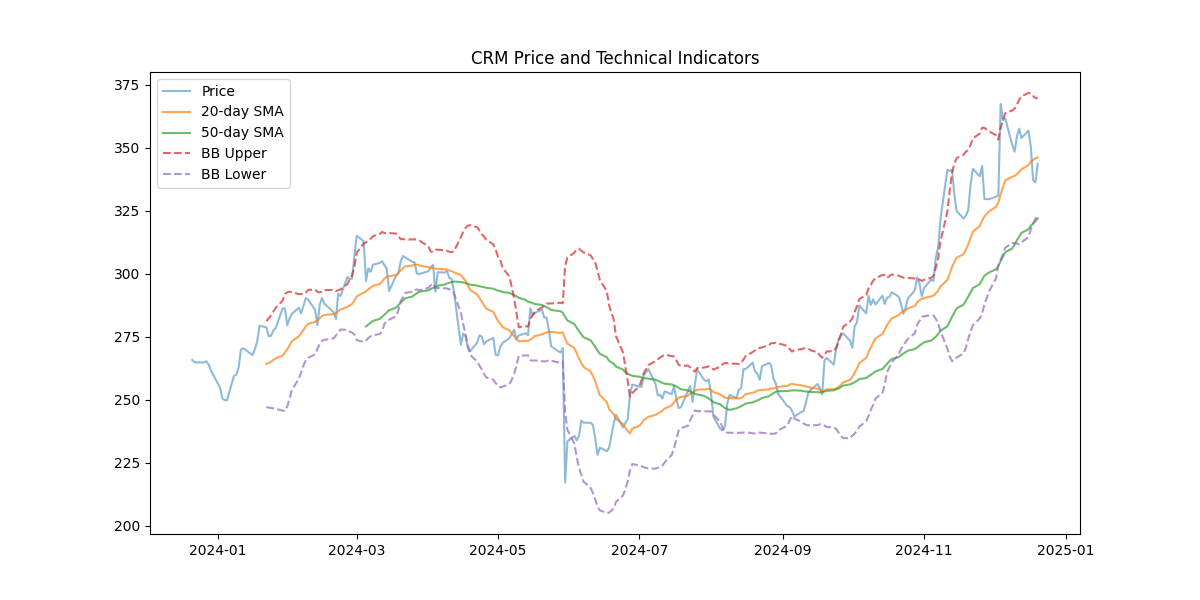 CRM Price and Technical Indicators
375
350
325
300
275
250
225
200
Price
20-day SMA
50-day SMA
BB Upper
BB Lower
2024-01
2024-03
2024-05
2024-07
2024-09
2024-11
2025-01